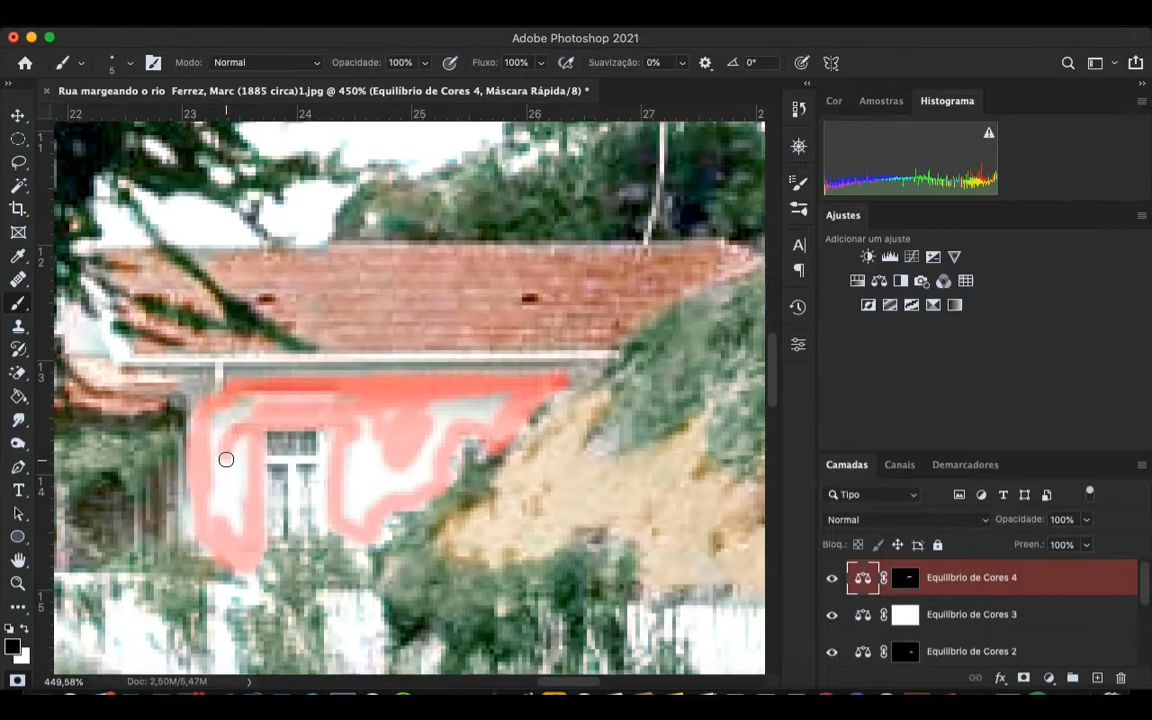 Adobe Photoshop 2021
5
Modo: Normal
Opacidade: 100%
Fluxo: 100%
Suavização: 0%
0°
Rua margeando o rio Ferrez, Marc (1885 circa)1.jpg @ 450% (Equilíbrio de Cores 4, Máscara Rápida/8) *
22 23 24 25 26 27 2
Cor Amostras Histograma
Ajustes
Adicionar um ajuste
Camadas Canais Demarcadores
Tipo
Normal Opacidade: 100%
Bloq.: Preen.: 100%
Equilíbrio de Cores 4
Equilíbrio de Cores 3
Equilíbrio de Cores 2
449,58% Doc: 2,50M/5,47M